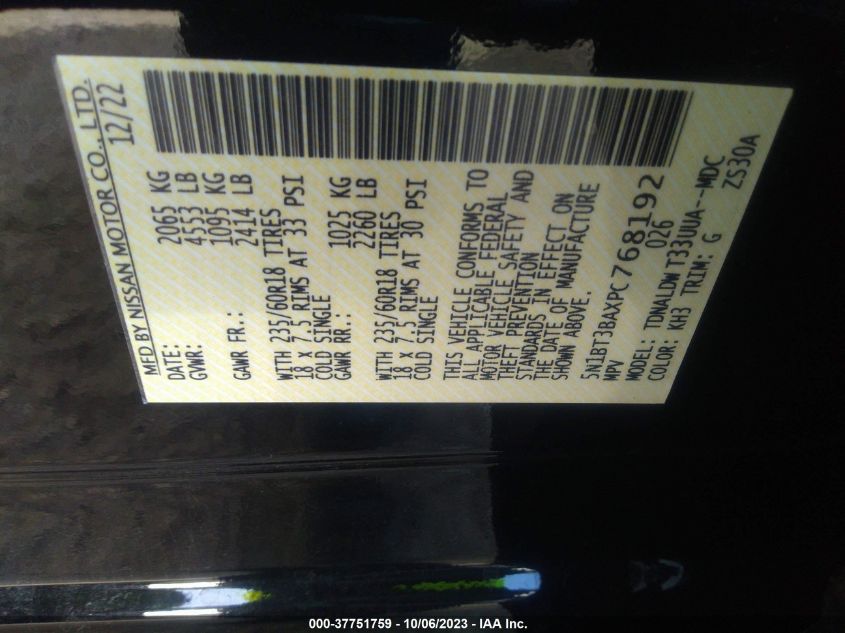 MFD BY NISSAN MOTOR CO., LTD.
DATE: 12/22
GVWR: 2065 KG
4553 LB
GAWR FR.: 1095 KG
2414 LB
WITH 235/60R18 TIRES
18 X 7.5 RIMS AT 33 PSI
COLD SINGLE
GAWR RR.: 1025 KG
2260 LB
WITH 235/60R18 TIRES
18 X 7.5 RIMS AT 30 PSI
COLD SINGLE
THIS VEHICLE CONFORMS TO
ALL APPLICABLE FEDERAL
MOTOR VEHICLE SAFETY AND
THEFT PREVENTION
STANDARDS IN EFFECT ON
THE DATE OF MANUFACTURE
SHOWN ABOVE.
5N1BT3BAXPC768192
MPV 026
MODEL: TDNALDW T33UUA--MDC
COLOR: KH3 TRIM: G ZS30A
000-37751759 - 10/06/2023 - IAA Inc.